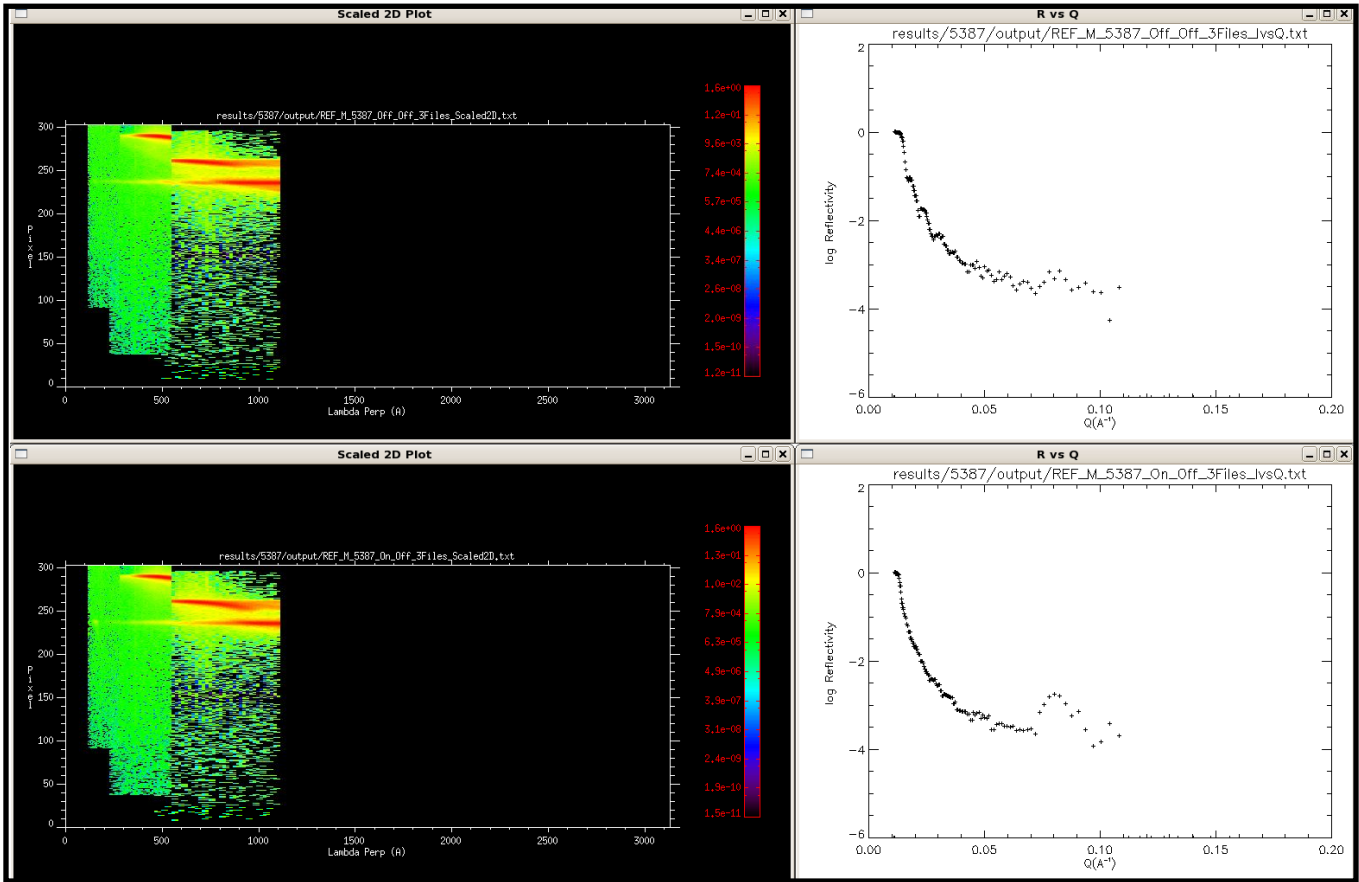 Scaled 2D Plot
results/5387/output/REF_M_5387_Off_Off_3Files_Scaled2D.txt
300
250
200
150
100
50
0
Pixel
0 500 1000 1500 2000 2500 3000
Lambda Perp (A)
1.6e+00
1.2e-01
9.6e-03
7.4e-04
5.7e-05
4.4e-06
3.4e-07
2.6e-08
2.0e-09
1.5e-10
1.2e-11
R vs Q
results/5387/output/REF_M_5387_Off_Off_3Files_IvsQ.txt
2
0
−2
−4
−6
log Reflectivity
0.00 0.05 0.10 0.15 0.20
Q(A⁻¹)
Scaled 2D Plot
results/5387/output/REF_M_5387_On_Off_3Files_Scaled2D.txt
300
250
200
150
100
50
0
Pixel
0 500 1000 1500 2000 2500 3000
Lambda Perp (A)
1.6e+00
1.3e-01
1.0e-02
7.9e-04
6.3e-05
4.9e-06
3.9e-07
3.1e-08
2.4e-09
1.9e-10
1.5e-11
R vs Q
results/5387/output/REF_M_5387_On_Off_3Files_IvsQ.txt
2
0
−2
−4
−6
log Reflectivity
0.00 0.05 0.10 0.15 0.20
Q(A⁻¹)